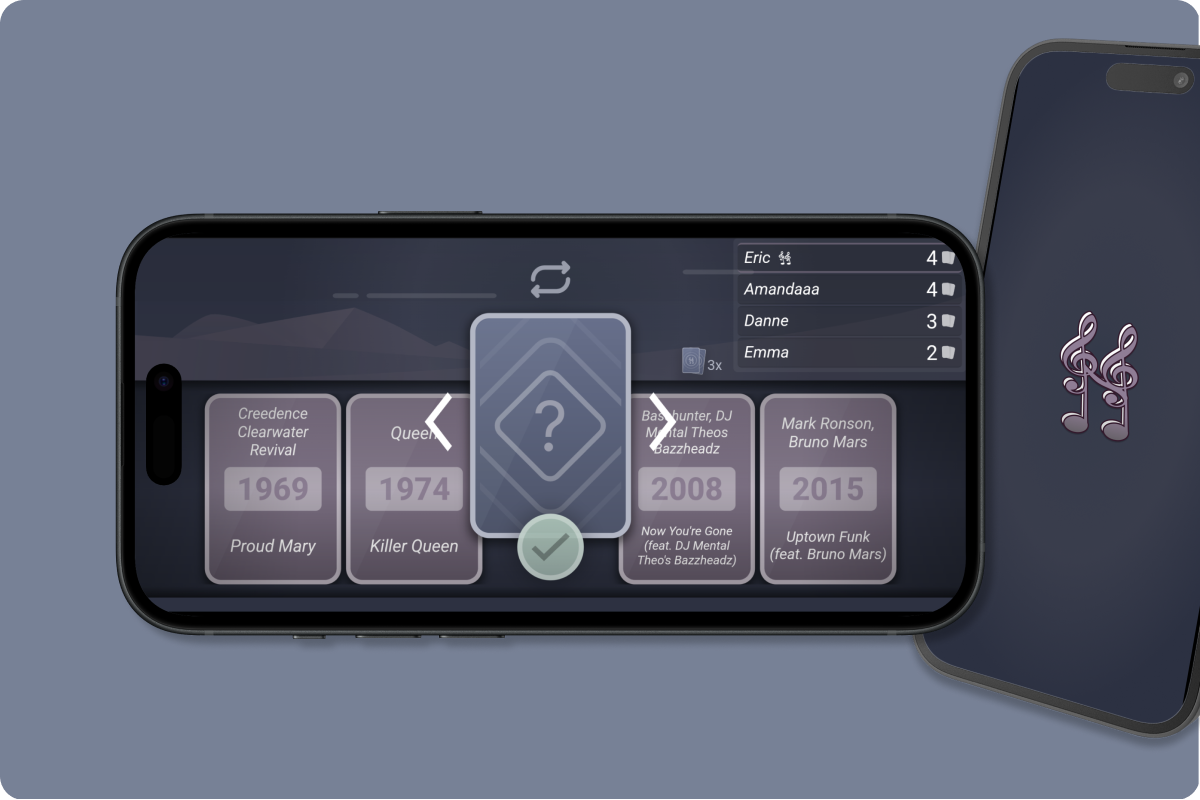 Eric 4
Amandaaa 4
Danne 3
Emma 2
3x
Creedence
Clearwater
Revival
1969
Proud Mary
Queen
1974
Killer Queen
?
Basshunter, DJ
Mental Theos
Bazzheadz
2008
Now You're Gone
(feat. DJ Mental
Theo's Bazzheadz)
Mark Ronson,
Bruno Mars
2015
Uptown Funk
(feat. Bruno Mars)